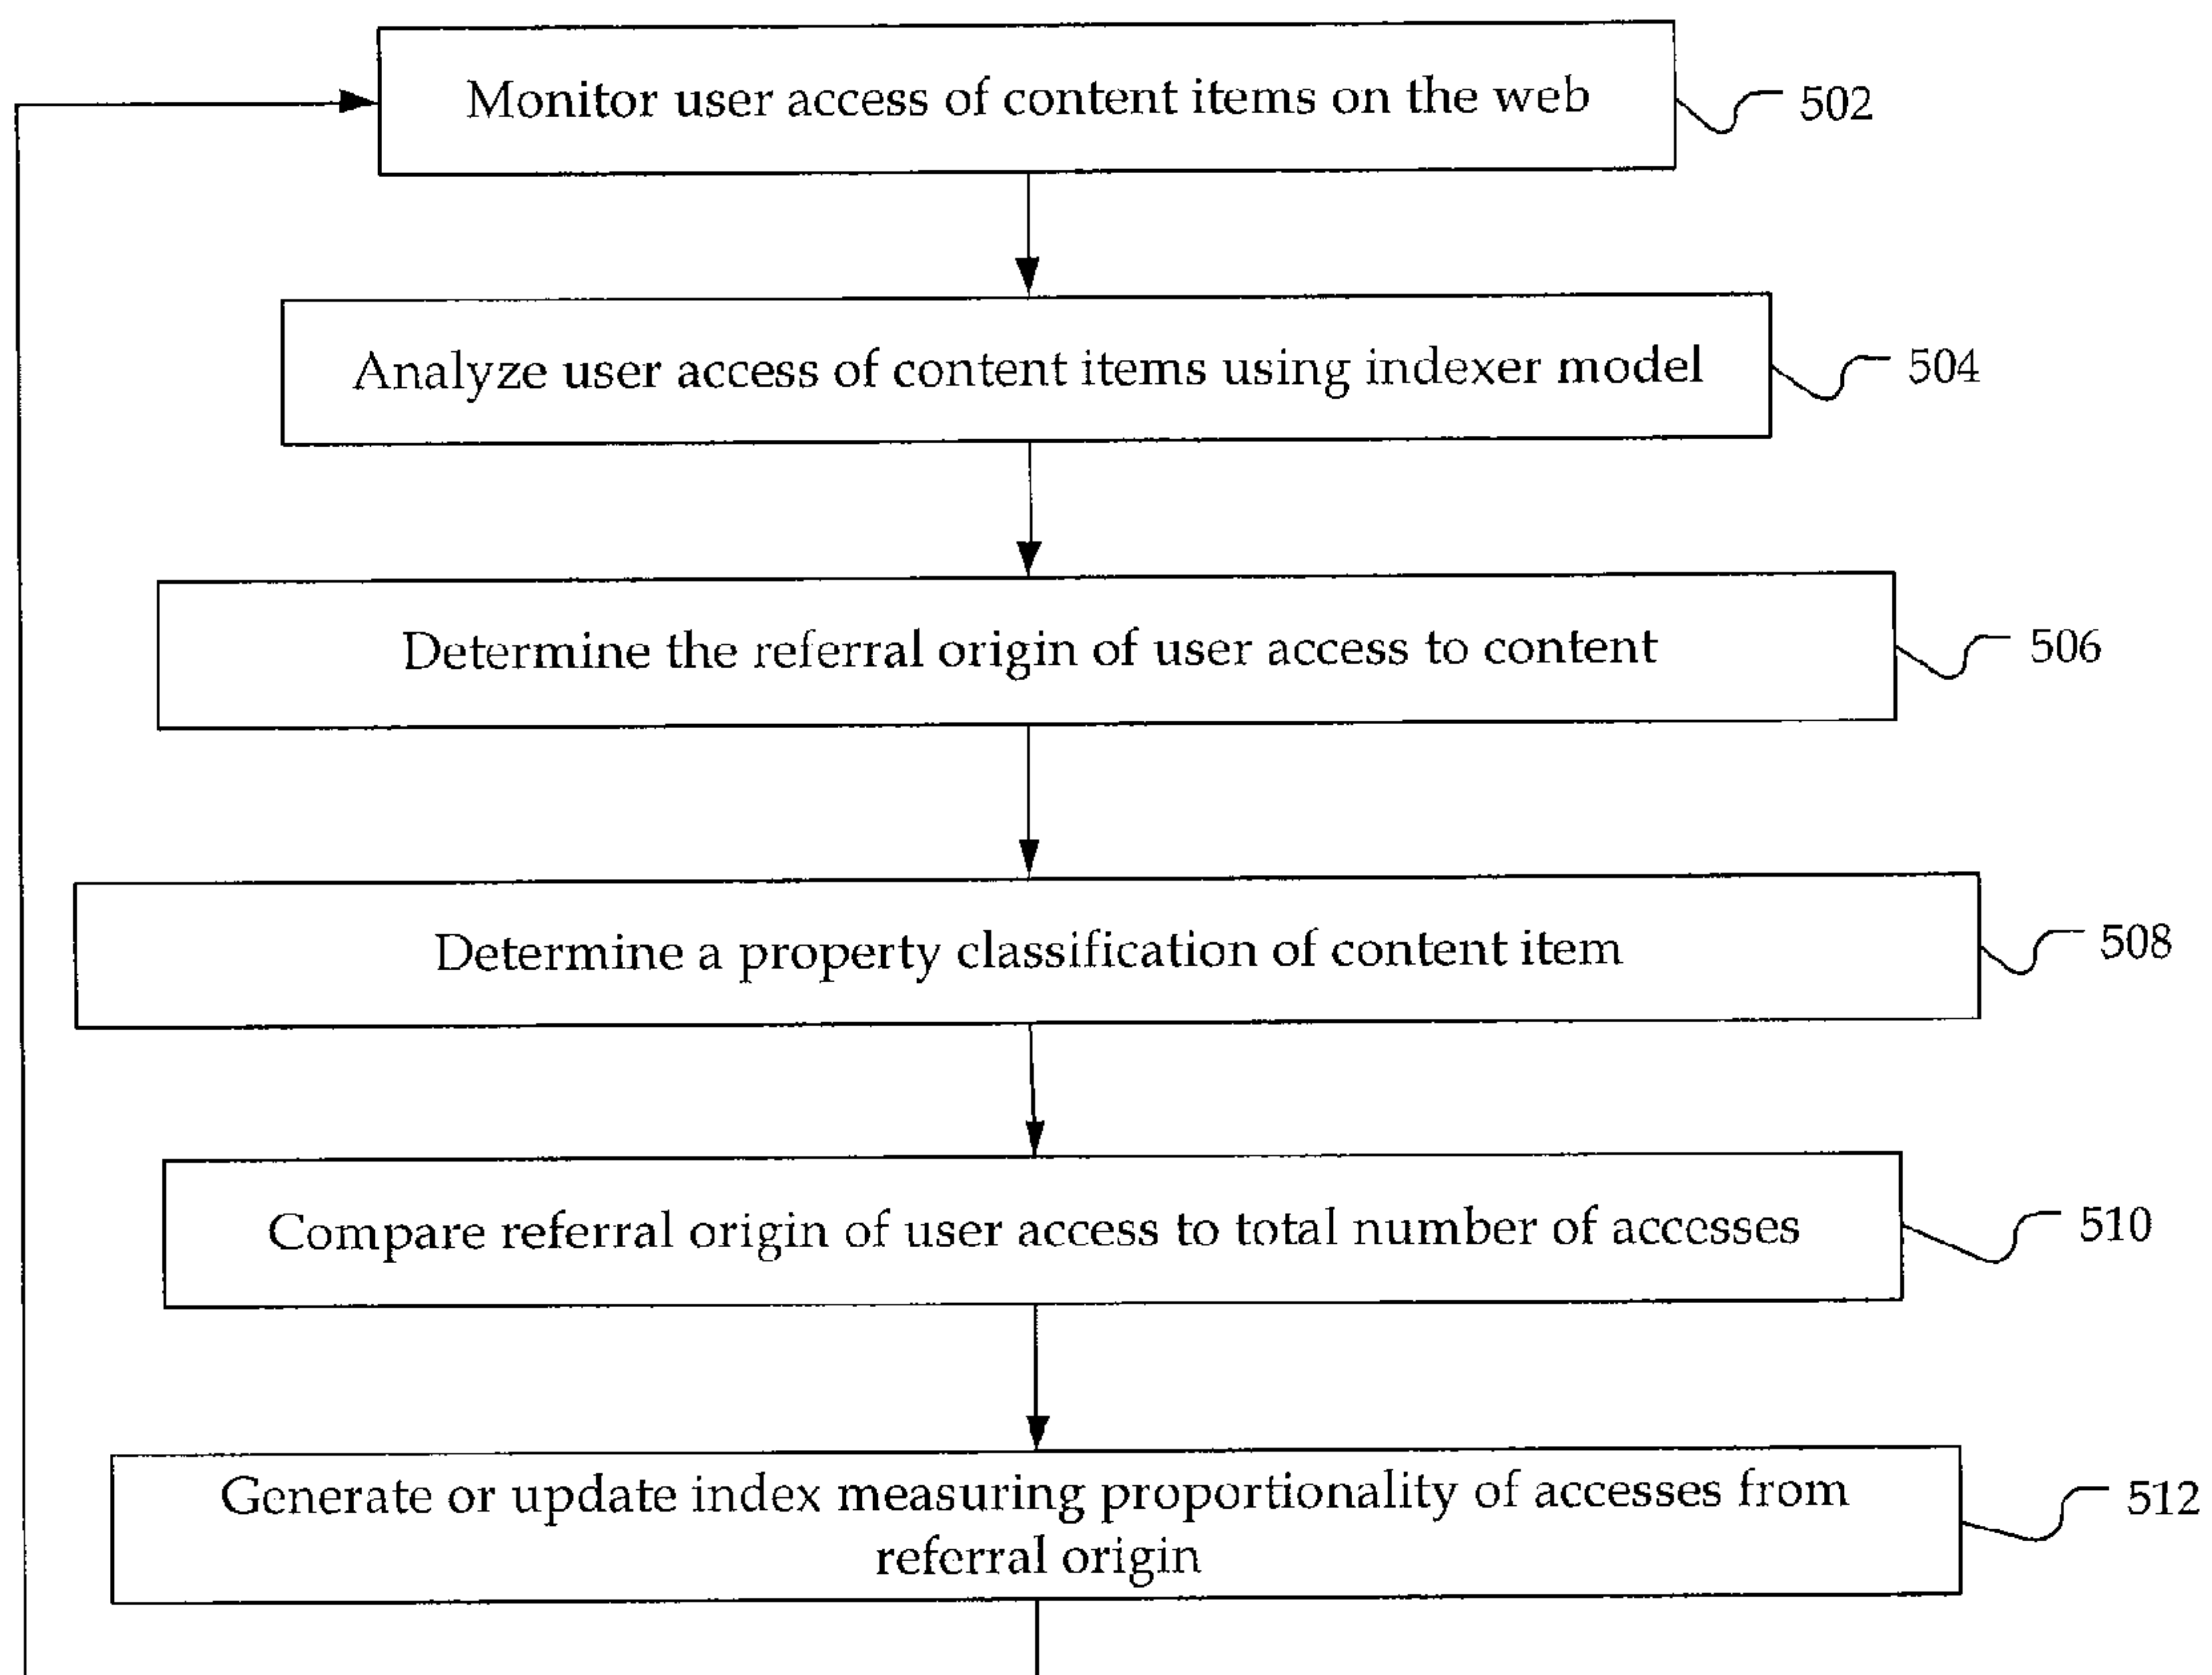 Monitor user access of content items on the web
502
Analyze user access of content items using indexer model
504
Determine the referral origin of user access to content
506
Determine a property classification of content item
508
Compare referral origin of user access to total number of accesses
510
Generate or update index measuring proportionality of accesses from
referral origin
512